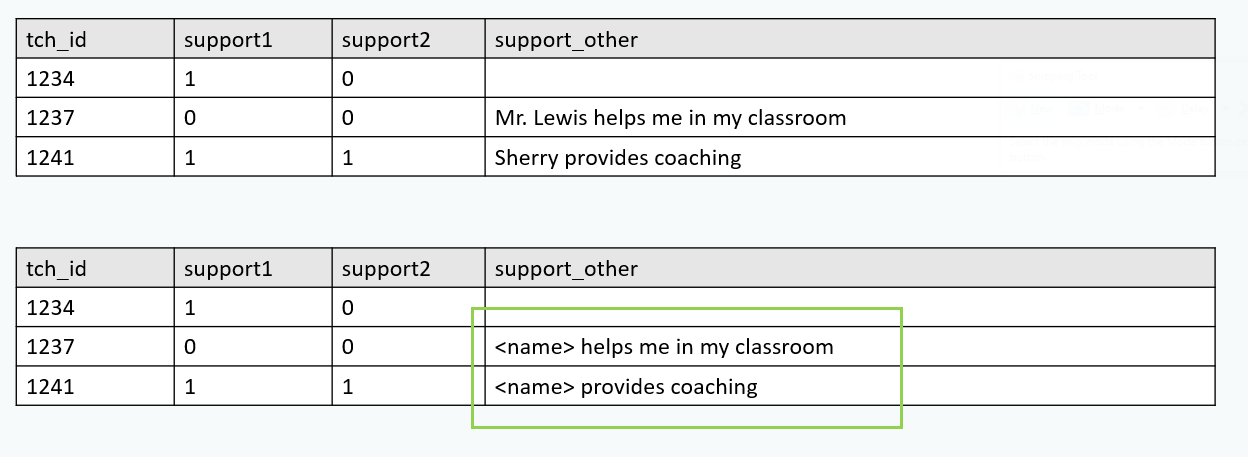 tch_id support1 support2 support_other
1234 1 0
1237 0 0 Mr. Lewis helps me in my classroom
1241 1 1 Sherry provides coaching
tch_id support1 support2 support_other
1234 1 0
1237 0 0 <name> helps me in my classroom
1241 1 1 <name> provides coaching